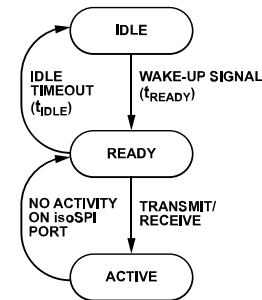 IDLE
IDLE
TIMEOUT
(tIDLE)
WAKE-UP SIGNAL
(tREADY)
READY
NO ACTIVITY
ON isoSPI
PORT
TRANSMIT/
RECEIVE
ACTIVE